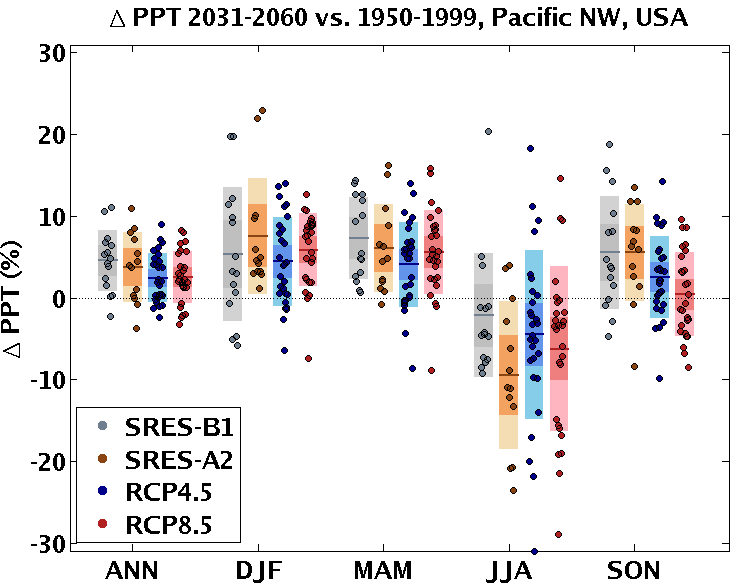 Δ PPT 2031-2060 vs. 1950-1999, Pacific NW, USA
Δ PPT (%)
30
20
10
0
-10
-20
-30
SRES-B1
SRES-A2
RCP4.5
RCP8.5
ANN DJF MAM JJA SON